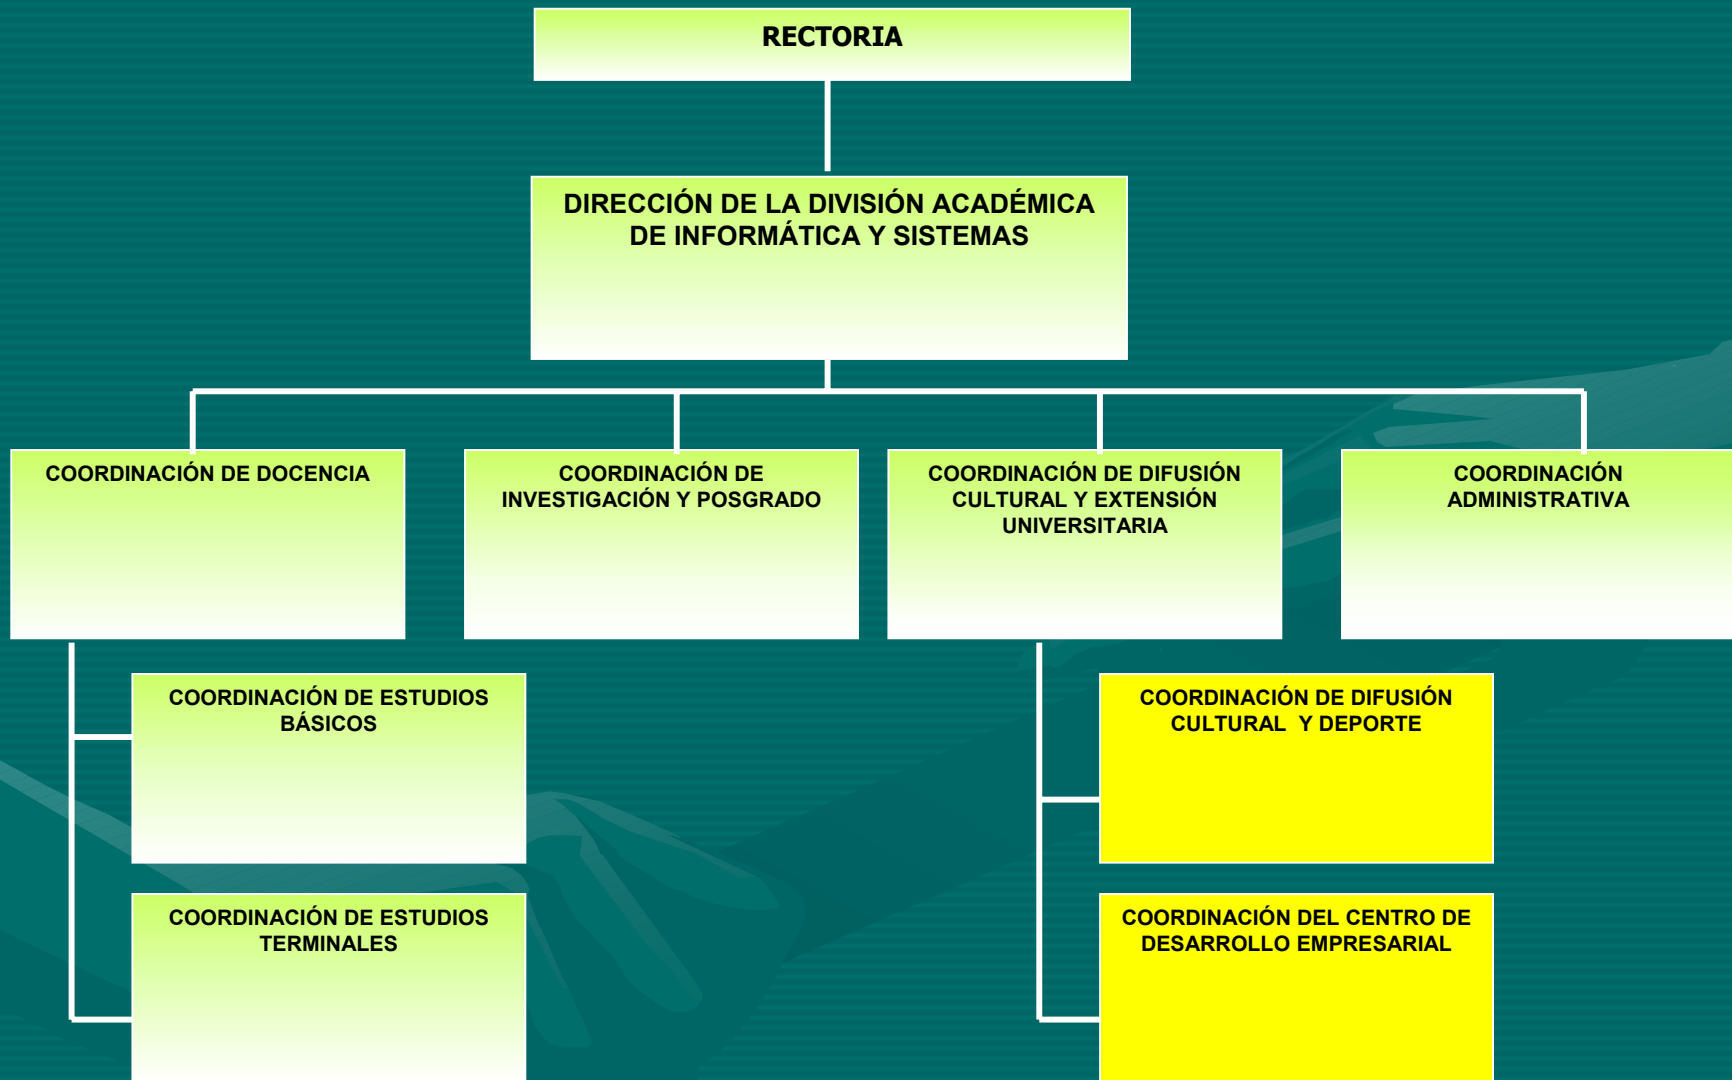 RECTORIA
DIRECCIÓN DE LA DIVISIÓN ACADÉMICA
DE INFORMÁTICA Y SISTEMAS
COORDINACIÓN DE DOCENCIA
COORDINACIÓN DE
INVESTIGACIÓN Y POSGRADO
COORDINACIÓN DE DIFUSIÓN
CULTURAL Y EXTENSIÓN
UNIVERSITARIA
COORDINACIÓN
ADMINISTRATIVA
COORDINACIÓN DE ESTUDIOS
BÁSICOS
COORDINACIÓN DE DIFUSIÓN
CULTURAL Y DEPORTE
COORDINACIÓN DE ESTUDIOS
TERMINALES
COORDINACIÓN DEL CENTRO DE
DESARROLLO EMPRESARIAL